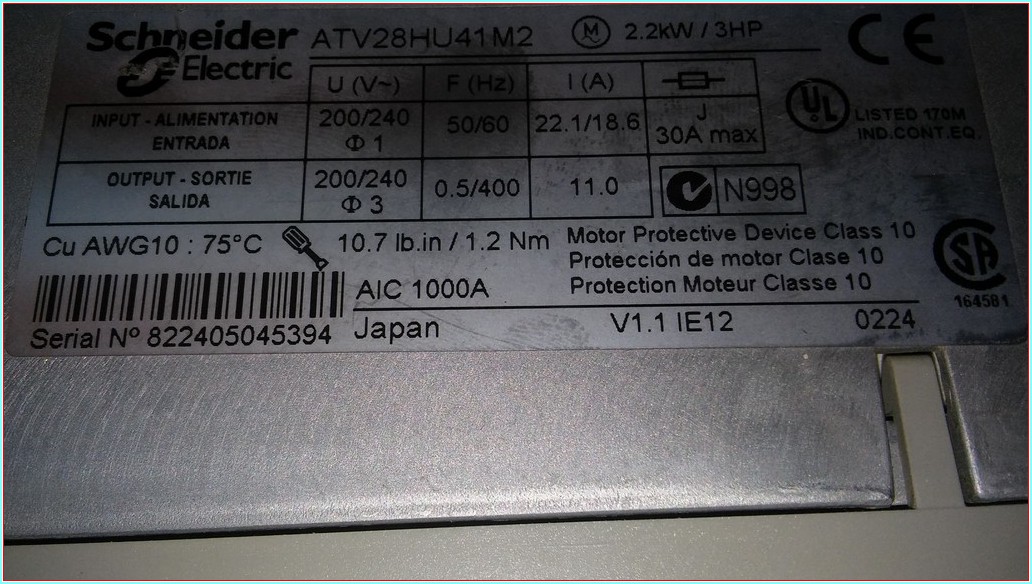 Schneider Electric ATV28HU41M2 M 2.2kW / 3HP CE
U (V~) F (Hz) I (A)
INPUT - ALIMENTATION ENTRADA 200/240 Φ 1 50/60 22.1/18.6 J 30A max
UL LISTED 170M IND.CONT.EQ.
OUTPUT - SORTIE SALIDA 200/240 Φ 3 0.5/400 11.0 N998
Cu AWG10 : 75°C 10.7 lb.in / 1.2 Nm Motor Protective Device Class 10
Protección de motor Clase 10
AIC 1000A Protection Moteur Classe 10
SA 164581
Serial Nº 822405045394 Japan V1.1 IE12 0224